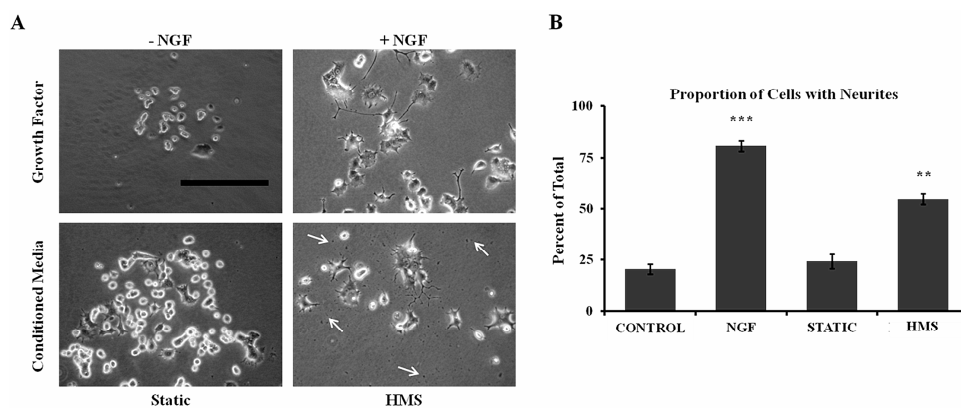 A
- NGF
+ NGF
Growth Factor
Conditioned Media
Static
HMS
B
Proportion of Cells with Neurites
Percent of Total
100
75
50
25
0
***
**
CONTROL
NGF
STATIC
HMS